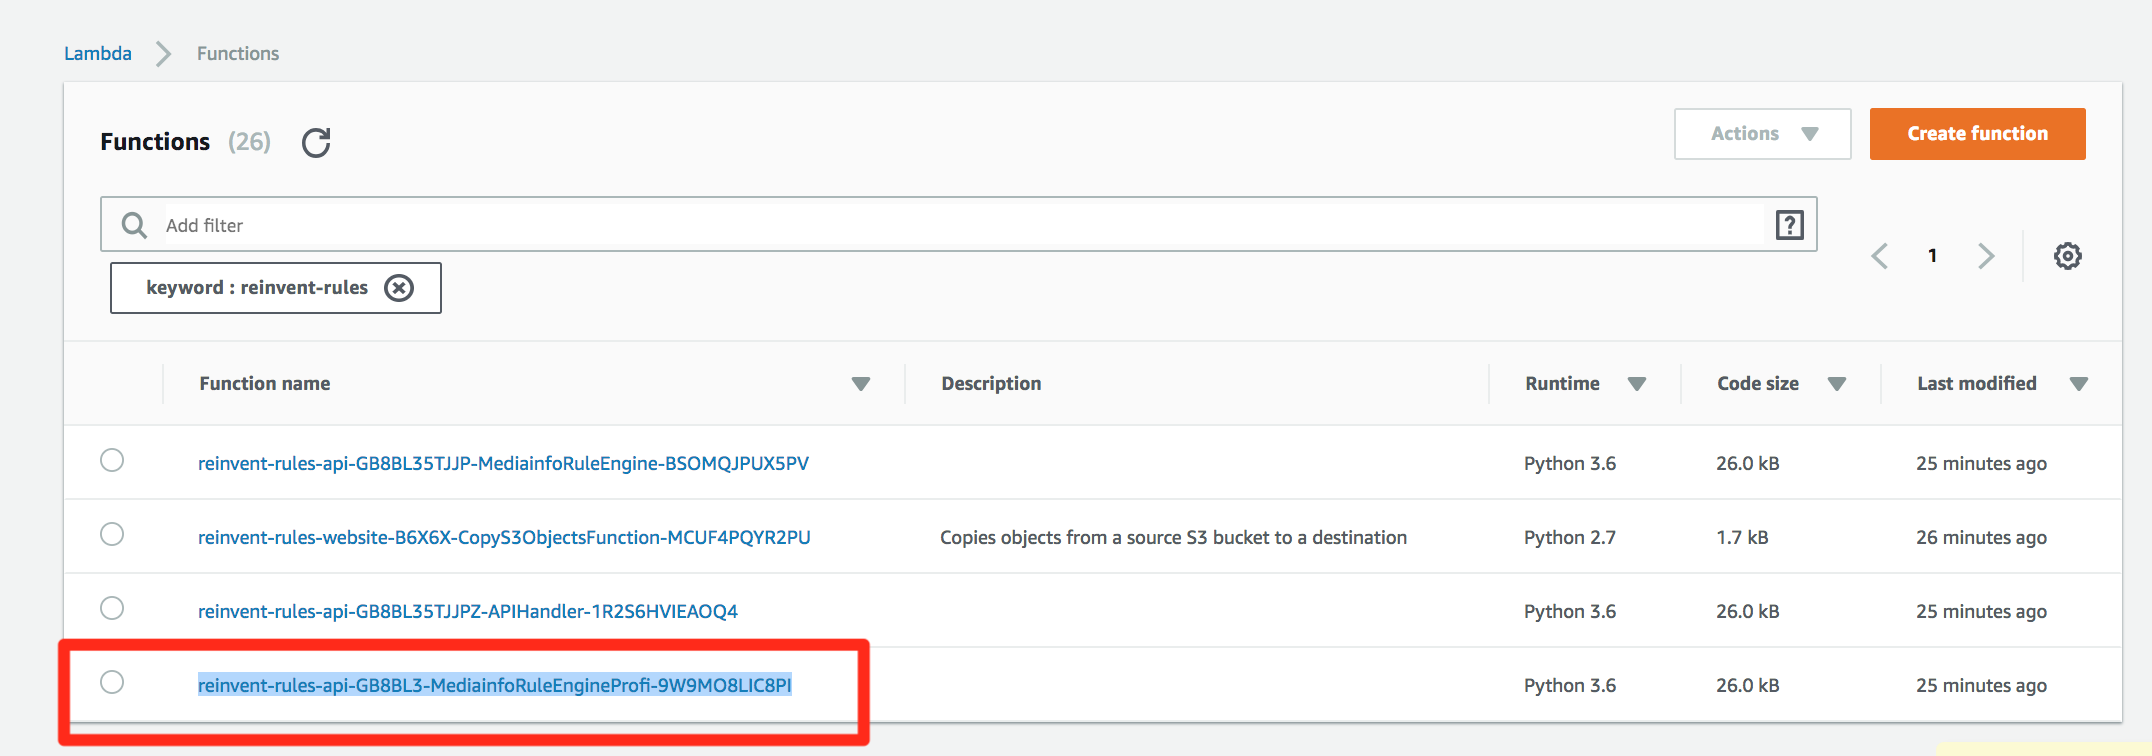 Lambda Functions
Functions (26)
Actions Create function
Add filter
1
keyword : reinvent-rules
Function name Description Runtime Code size Last modified
reinvent-rules-api-GB8BL35TJJP-MediainfoRuleEngine-BSOMQJPUX5PV Python 3.6 26.0 kB 25 minutes ago
reinvent-rules-website-B6X6X-CopyS3ObjectsFunction-MCUF4PQYR2PU Copies objects from a source S3 bucket to a destination Python 2.7 1.7 kB 26 minutes ago
reinvent-rules-api-GB8BL35TJJPZ-APIHandler-1R2S6HVIEAOQ4 Python 3.6 26.0 kB 25 minutes ago
reinvent-rules-api-GB8BL3-MediainfoRuleEngineProfi-9W9MO8LIC8PI Python 3.6 26.0 kB 25 minutes ago